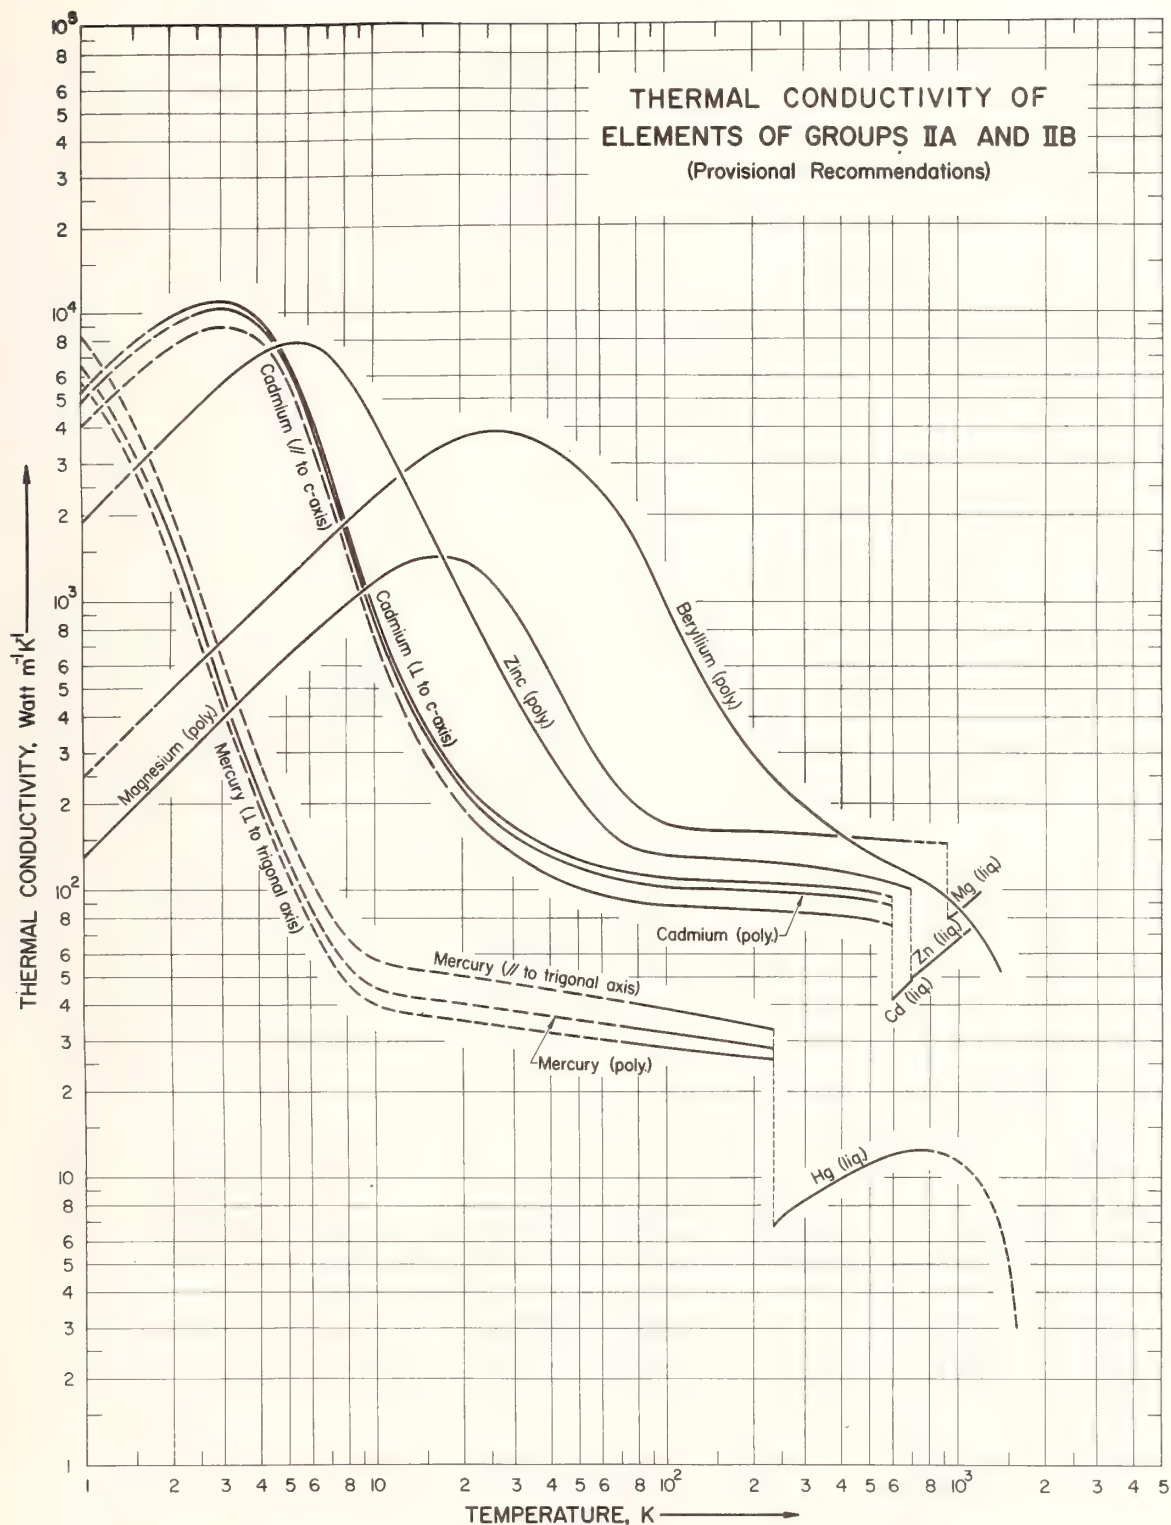 THERMAL CONDUCTIVITY OF
ELEMENTS OF GROUPS IIA AND IIB
(Provisional Recommendations)
THERMAL CONDUCTIVITY, Watt m⁻¹K⁻¹
10⁵
8
6
5
4
3
2
10⁴
8
6
5
4
3
2
10³
8
6
5
4
3
2
10²
8
6
5
4
3
2
10
8
6
5
4
3
2
1
Cadmium (// to c-axis)
Cadmium (⊥ to c-axis)
Zinc (poly.)
Beryllium (poly.)
Magnesium (poly.)
Mercury (⊥ to trigonal axis)
Mercury (// to trigonal axis)
Mercury (poly.)
Cadmium (poly.)
Mg (liq.)
Zn (liq.)
Cd (liq.)
Hg (liq.)
1 2 3 4 5 6 8 10 2 3 4 5 6 8 10² 2 3 4 5 6 8 10³ 2 3 4 5
TEMPERATURE, K